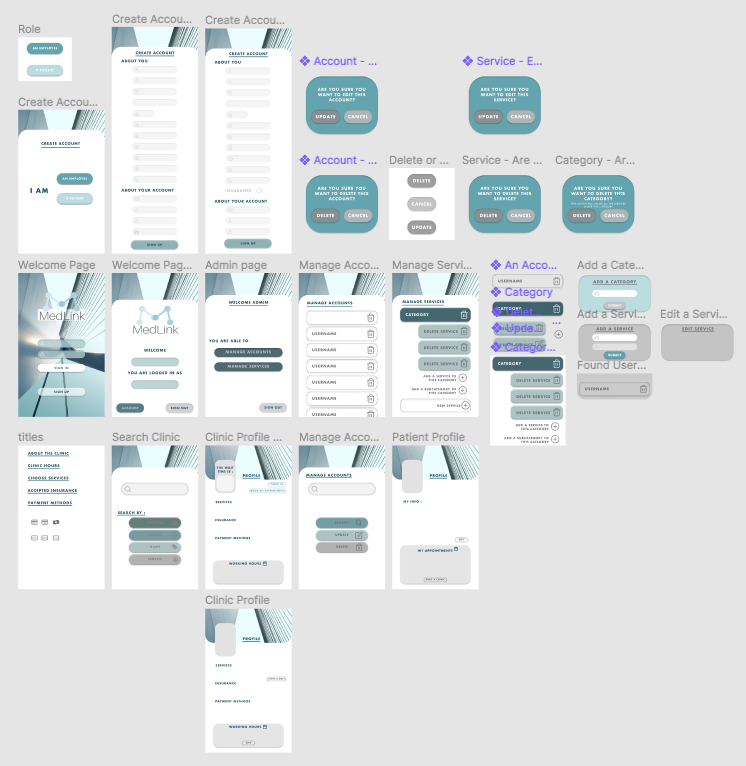 Role
AN EMPLOYEE
A PATIENT
Create Accou...
CREATE ACCOUNT
I AM
AN EMPLOYEE
A PATIENT
Create Accou...
CREATE ACCOUNT
ABOUT YOU
ABOUT YOUR ACCOUNT
SIGN UP
Create Accou...
CREATE ACCOUNT
ABOUT YOU
INSURANCE
ABOUT YOUR ACCOUNT
SIGN UP
Account - ...
ARE YOU SURE YOU
WANT TO EDIT THIS
ACCOUNT?
UPDATE
CANCEL
Service - E...
ARE YOU SURE YOU
WANT TO EDIT THIS
SERVICE?
UPDATE
CANCEL
Account - ...
ARE YOU SURE YOU
WANT TO DELETE THIS
ACCOUNT?
DELETE
CANCEL
Delete or ...
DELETE
CANCEL
UPDATE
Service - Are ...
ARE YOU SURE YOU
WANT TO DELETE THIS
SERVICE?
DELETE
CANCEL
Category - Ar...
ARE YOU SURE YOU
WANT TO DELETE THIS
CATEGORY?
DELETE
CANCEL
Welcome Page
MedLink
SIGN IN
SIGN UP
Welcome Pag...
MedLink
WELCOME
YOU ARE LOGGED IN AS
ACCOUNT
SIGN OUT
Admin page
WELCOME ADMIN
YOU ARE ABLE TO
MANAGE ACCOUNTS
MANAGE SERVICES
SIGN OUT
Manage Acco...
MANAGE ACCOUNTS
USERNAME
USERNAME
USERNAME
USERNAME
USERNAME
USERNAME
Manage Servi...
MANAGE SERVICES
CATEGORY
DELETE SERVICE
DELETE SERVICE
DELETE SERVICE
ADD A SERVICE TO
THIS CATEGORY
ADD A SUBCATEGORY TO
THIS CATEGORY
NEW SERVICE
An Acco...
USERNAME
Category
Delet...
Upda...
...
Categor...
CATEGORY
DELETE SERVICE
DELETE SERVICE
DELETE SERVICE
ADD A SERVICE TO
THIS CATEGORY
ADD A SUBCATEGORY TO
THIS CATEGORY
Add a Cate...
ADD A CATEGORY
SUBMIT
Add a Servi...
ADD A SERVICE
SUBMIT
Edit a Servi...
EDIT SERVICE
Found User...
USERNAME
titles
ABOUT THE CLINIC
CLINIC HOURS
CHOOSE SERVICES
ACCEPTED INSURANCE
PAYMENT METHODS
Search Clinic
SEARCH BY :
Clinic Profile ...
THE WAIT
TIME IS :
PROFILE
SERVICES
INSURANCE
PAYMENT METHODS
WORKING HOURS
Manage Acco...
MANAGE ACCOUNTS
UPDATE
DELETE
Patient Profile
PROFILE
MY INFO :
EDIT
MY APPOINTMENTS
FIND A CLINIC
Clinic Profile
PROFILE
SERVICES
INSURANCE
PAYMENT METHODS
WORKING HOURS
EDIT